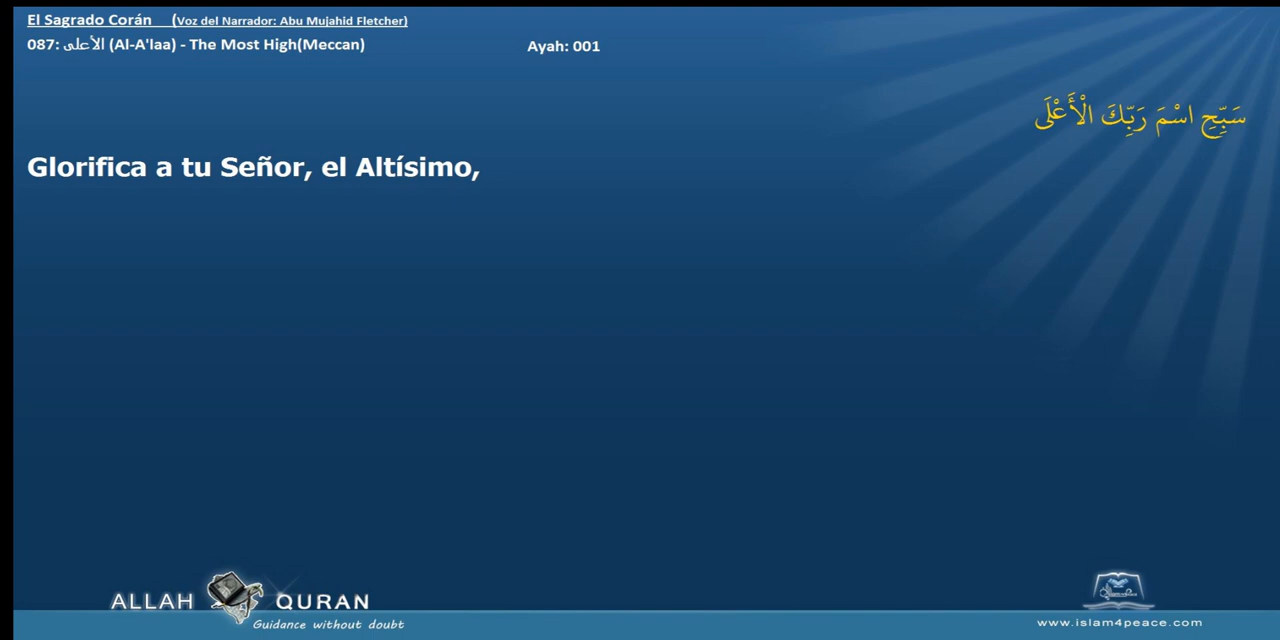 El Sagrado Corán (Voz del Narrador: Abu Mujahid Fletcher)
087: الأعلى (Al-A'laa) - The Most High(Meccan)
Ayah: 001
سَبِّحِ اسْمَ رَبِّكَ الْأَعْلَى
Glorifica a tu Señor, el Altísimo,
ALLAH QURAN
Guidance without doubt
www.islam4peace.com